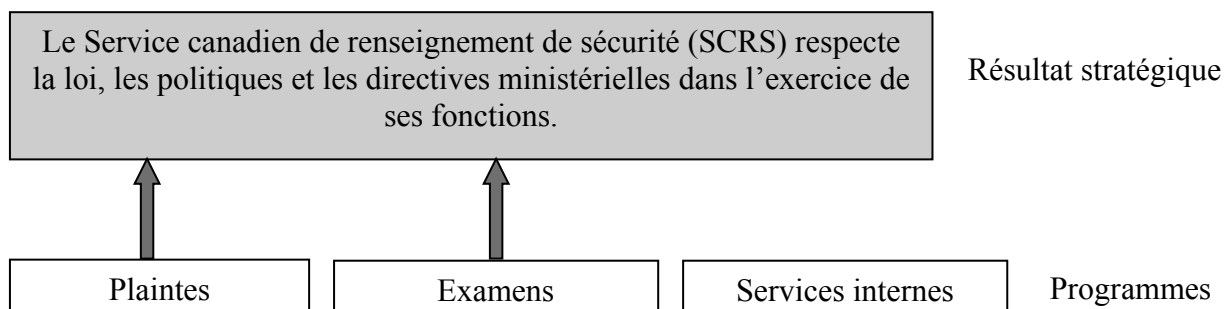 Le Service canadien de renseignement de sécurité (SCRS) respecte
la loi, les politiques et les directives ministérielles dans l’exercice de
ses fonctions.
Résultat stratégique
Plaintes
Examens
Services internes
Programmes